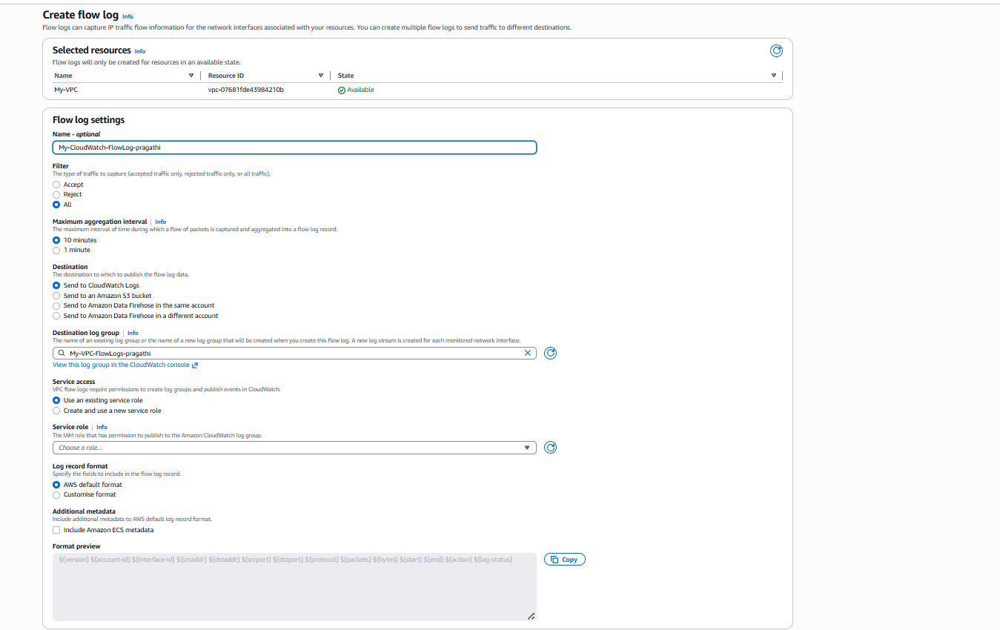 Create flow log Info
Flow logs can capture IP traffic flow information for the network interfaces associated with your resources. You can create multiple flow logs to send traffic to different destinations.
Selected resources Info
Flow logs will only be created for resources in an available state.
Name Resource ID State
My-VPC vpc-07681fde43984210b Available
Flow log settings
Name - optional
My-CloudWatch-FlowLog-pragathi
Filter
The type of traffic to capture (accepted traffic only, rejected traffic only, or all traffic).
Accept
Reject
All
Maximum aggregation interval Info
The maximum interval of time during which a flow of packets is captured and aggregated into a flow log record.
10 minutes
1 minute
Destination
The destination to which to publish the flow log data.
Send to CloudWatch Logs
Send to an Amazon S3 bucket
Send to Amazon Data Firehose in the same account
Send to Amazon Data Firehose in a different account
Destination log group Info
The name of an existing log group or the name of a new log group that will be created when you create this flow log. A new log stream is created for each monitored network interface.
My-VPC-FlowLogs-pragathi
View this log group in the CloudWatch console
Service access
VPC flow logs require permissions to create log groups and publish events in CloudWatch.
Use an existing service role
Create and use a new service role
Service role Info
The IAM role that has permission to publish to the Amazon CloudWatch log group.
Choose a role...
Log record format
Specify the fields to include in the flow log record.
AWS default format
Customise format
Additional metadata
Include additional metadata to AWS default log record format.
Include Amazon ECS metadata
Format preview
${version} ${account-id} ${interface-id} ${srcaddr} ${dstaddr} ${srcport} ${dstport} ${protocol} ${packets} ${bytes} ${start} ${end} ${action} ${log-status}
Copy